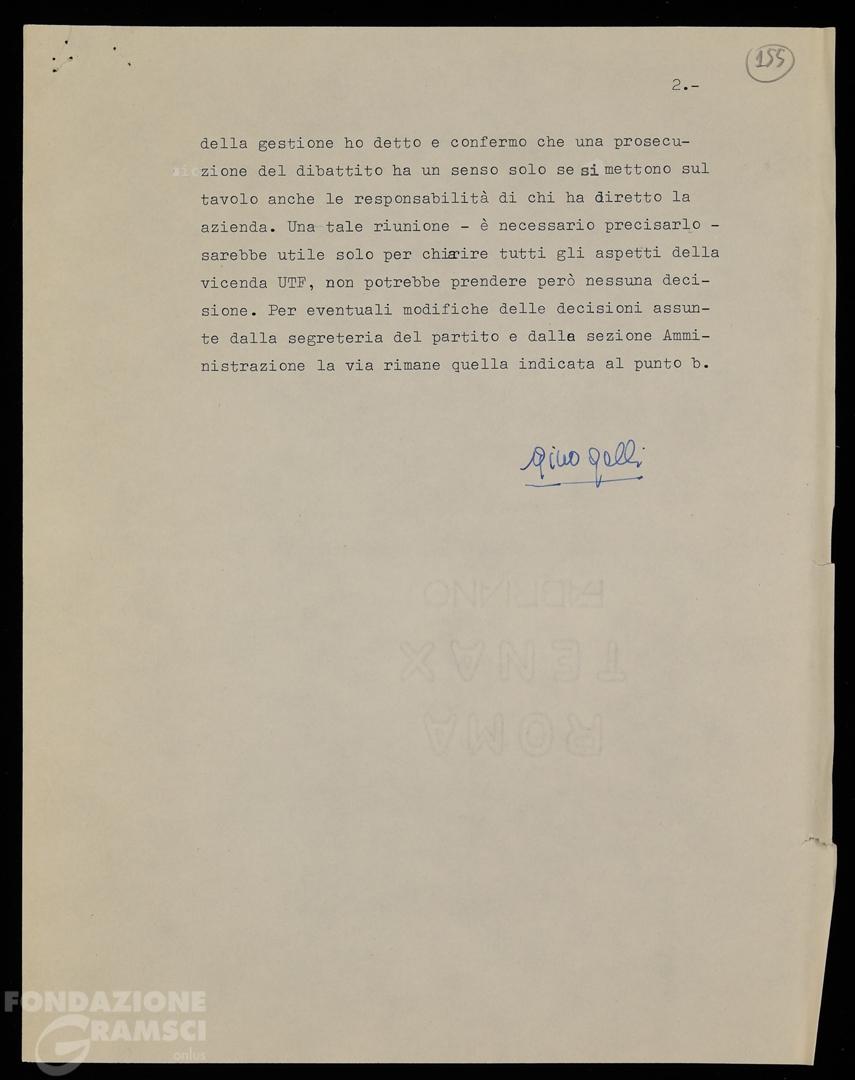 155
2.-
della gestione ho detto e confermo che una prosecu-
zione del dibattito ha un senso solo se si mettono sul
tavolo anche le responsabilità di chi ha diretto la
azienda. Una tale riunione - è necessario precisarlo -
sarebbe utile solo per chiarire tutti gli aspetti della
vicenda UTF, non potrebbe prendere però nessuna deci-
sione. Per eventuali modifiche delle decisioni assun-
te dalla segreteria del partito e dalla sezione Ammi-
nistrazione la via rimane quella indicata al punto b.
gino galli
FABRIANO
TENAX
ROMA
FONDAZIONE
GRAMSCI
onlus